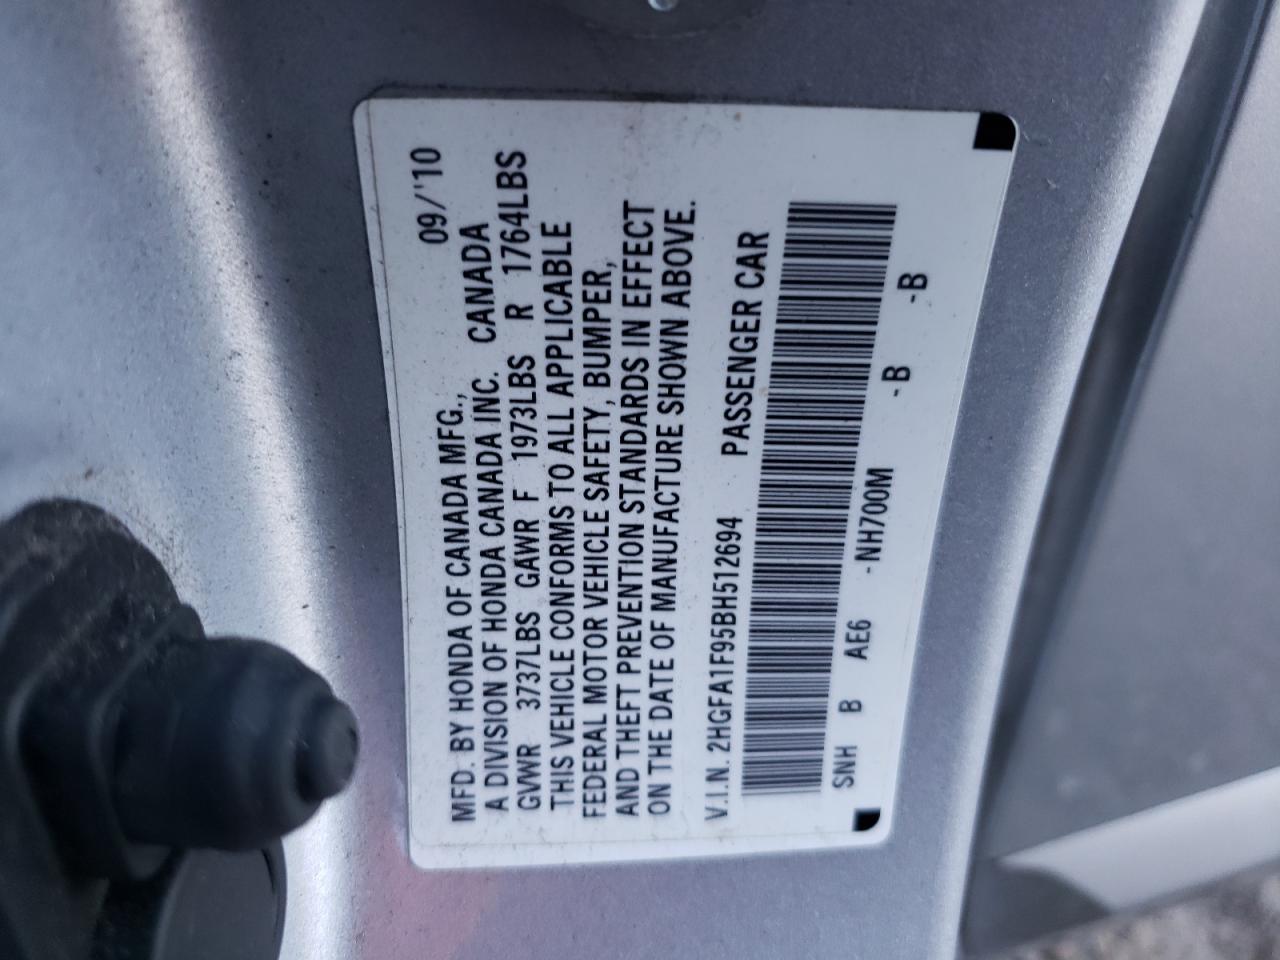 MFD. BY HONDA OF CANADA MFG., 09/'10
A DIVISION OF HONDA CANADA INC. CANADA
GVWR 3737LBS GAWR F 1973LBS R 1764LBS
THIS VEHICLE CONFORMS TO ALL APPLICABLE
FEDERAL MOTOR VEHICLE SAFETY, BUMPER,
AND THEFT PREVENTION STANDARDS IN EFFECT
ON THE DATE OF MANUFACTURE SHOWN ABOVE.
V.I.N. 2HGFA1F95BH512694 PASSENGER CAR
SNH B AE6 -NH700M -B -B